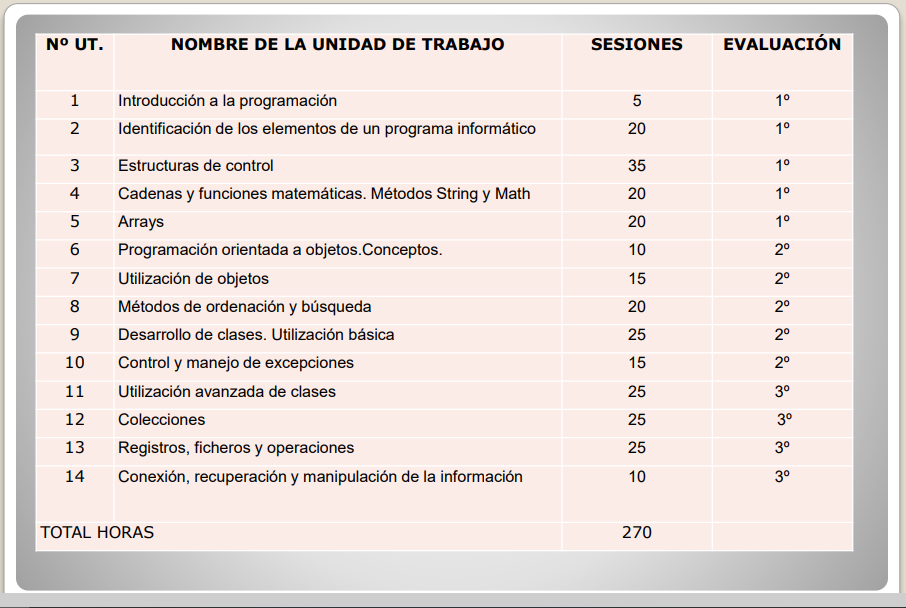 Nº UT. NOMBRE DE LA UNIDAD DE TRABAJO SESIONES EVALUACIÓN
1 Introducción a la programación 5 1º
2 Identificación de los elementos de un programa informático 20 1º
3 Estructuras de control 35 1º
4 Cadenas y funciones matemáticas. Métodos String y Math 20 1º
5 Arrays 20 1º
6 Programación orientada a objetos.Conceptos. 10 2º
7 Utilización de objetos 15 2º
8 Métodos de ordenación y búsqueda 20 2º
9 Desarrollo de clases. Utilización básica 25 2º
10 Control y manejo de excepciones 15 2º
11 Utilización avanzada de clases 25 3º
12 Colecciones 25 3º
13 Registros, ficheros y operaciones 25 3º
14 Conexión, recuperación y manipulación de la información 10 3º
TOTAL HORAS 270